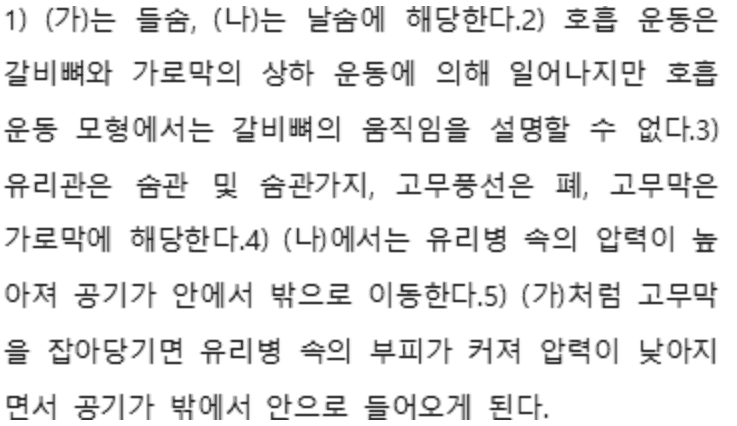 1) (가)는 들숨, (나)는 날숨에 해당한다.2) 호흡 운동은
갈비뼈와 가로막의 상하 운동에 의해 일어나지만 호흡
운동 모형에서는 갈비뼈의 움직임을 설명할 수 없다.3)
유리관은 숨관 및 숨관가지, 고무풍선은 폐, 고무막은
가로막에 해당한다.4) (나)에서는 유리병 속의 압력이 높
아져 공기가 안에서 밖으로 이동한다.5) (가)처럼 고무막
을 잡아당기면 유리병 속의 부피가 커져 압력이 낮아지
면서 공기가 밖에서 안으로 들어오게 된다.